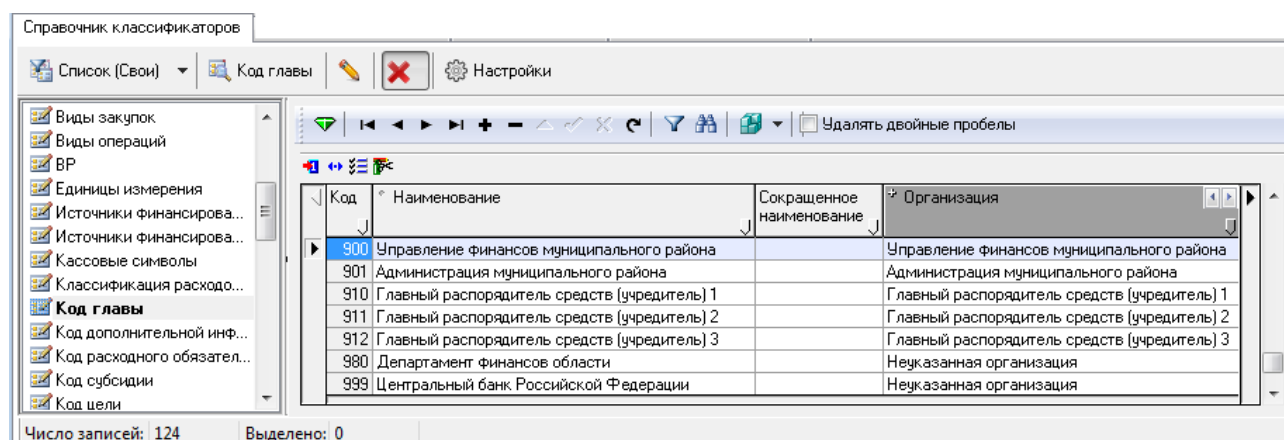 Справочник классификаторов
Список (Свои) Код главы Настройки
Виды закупок
Виды операций
ВР
Единицы измерения
Источники финансирова...
Источники финансирова...
Кассовые символы
Классификация расходо...
Код главы
Код дополнительной инф...
Код расходного обязател...
Код субсидии
Код цели
Удалять двойные пробелы
Код Наименование Сокращенное наименование Организация
900 Управление финансов муниципального района Управление финансов муниципального района
901 Администрация муниципального района Администрация муниципального района
910 Главный распорядитель средств (учредитель) 1 Главный распорядитель средств (учредитель) 1
911 Главный распорядитель средств (учредитель) 2 Главный распорядитель средств (учредитель) 2
912 Главный распорядитель средств (учредитель) 3 Главный распорядитель средств (учредитель) 3
980 Департамент финансов области Неуказанная организация
999 Центральный банк Российской Федерации Неуказанная организация
Число записей: 124 Выделено: 0